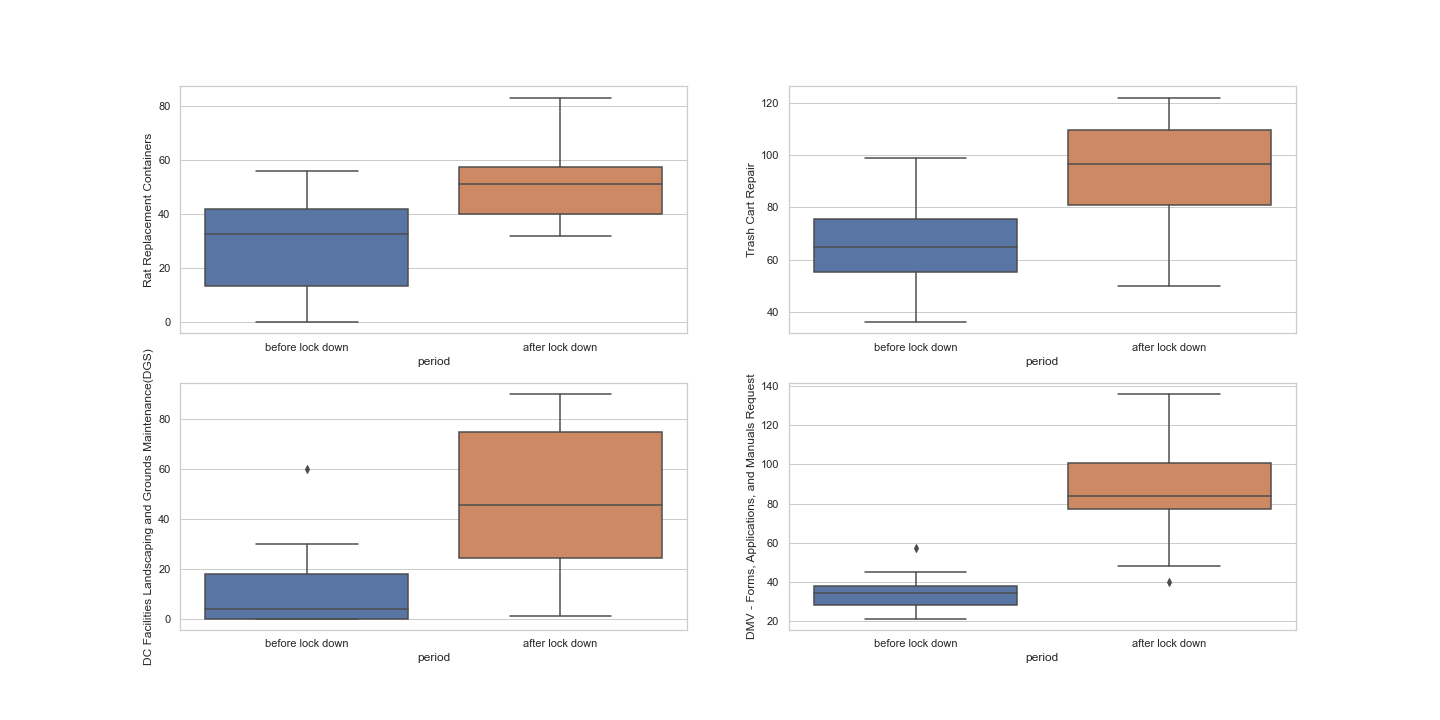 Rat Replacement Containers
80
60
40
20
0
before lock down
after lock down
period
Trash Cart Repair
120
100
80
60
40
before lock down
after lock down
period
DC Facilities Landscaping and Grounds Maintenance(DGS)
80
60
40
20
0
before lock down
after lock down
period
DMV - Forms, Applications, and Manuals Request
140
120
100
80
60
40
20
before lock down
after lock down
period